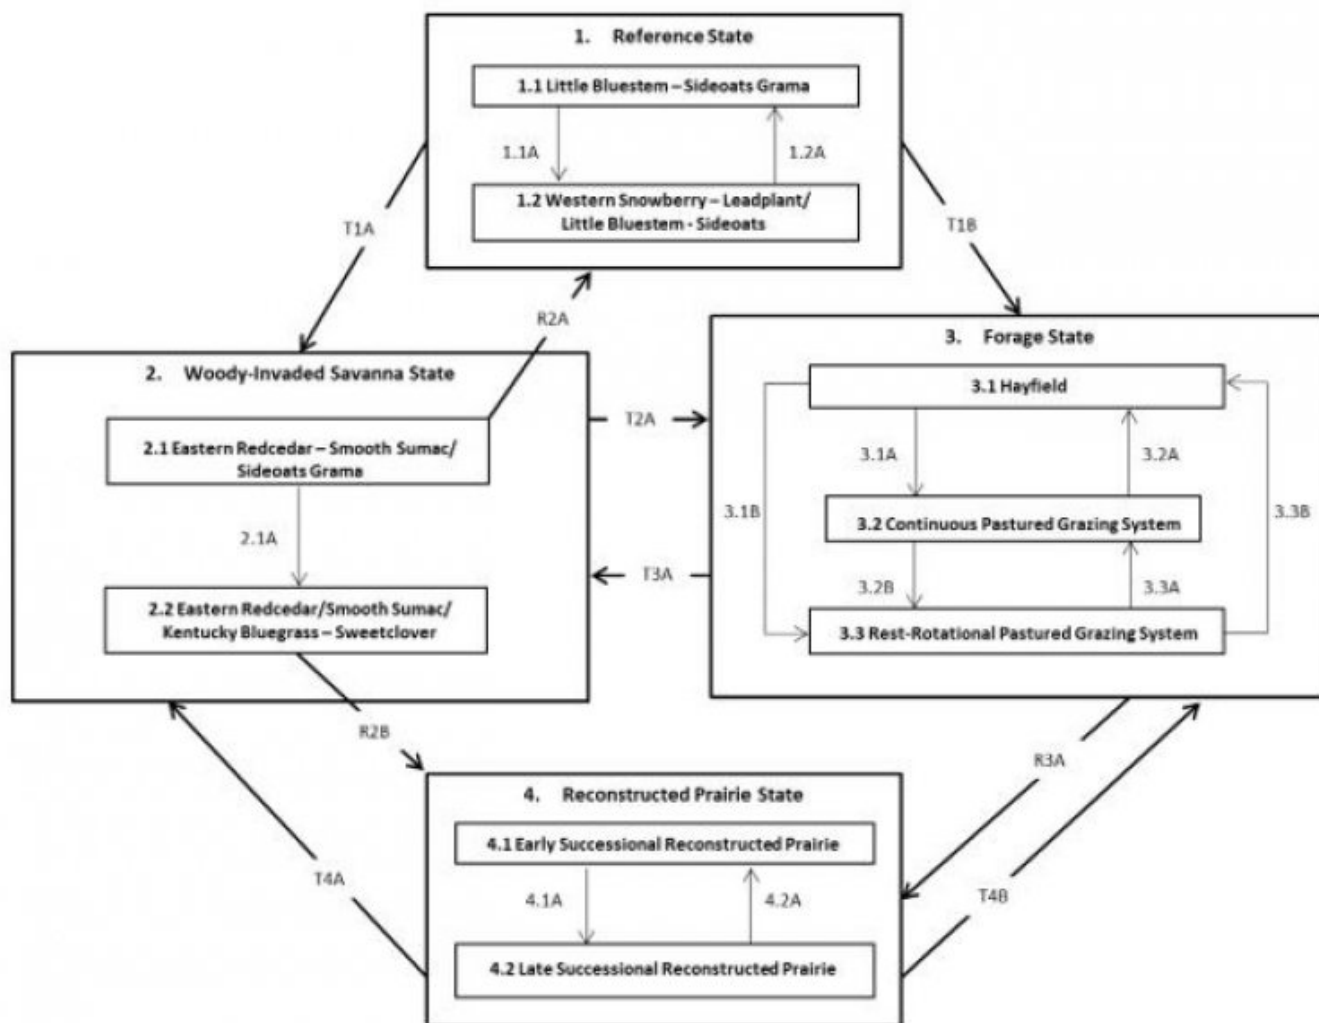 1. Reference State
1.1 Little Bluestem – Sideoats Grama
1.1A
1.2A
1.2 Western Snowberry – Leadplant/
Little Bluestem - Sideoats
T1A
T1B
R2A
2. Woody-Invaded Savanna State
2.1 Eastern Redcedar – Smooth Sumac/
Sideoats Grama
2.1A
2.2 Eastern Redcedar/Smooth Sumac/
Kentucky Bluegrass – Sweetclover
T2A
T3A
3. Forage State
3.1 Hayfield
3.1A
3.2A
3.1B
3.3B
3.2 Continuous Pastured Grazing System
3.2B
3.3A
3.3 Rest-Rotational Pastured Grazing System
R2B
R3A
T4A
T4B
4. Reconstructed Prairie State
4.1 Early Successional Reconstructed Prairie
4.1A
4.2A
4.2 Late Successional Reconstructed Prairie